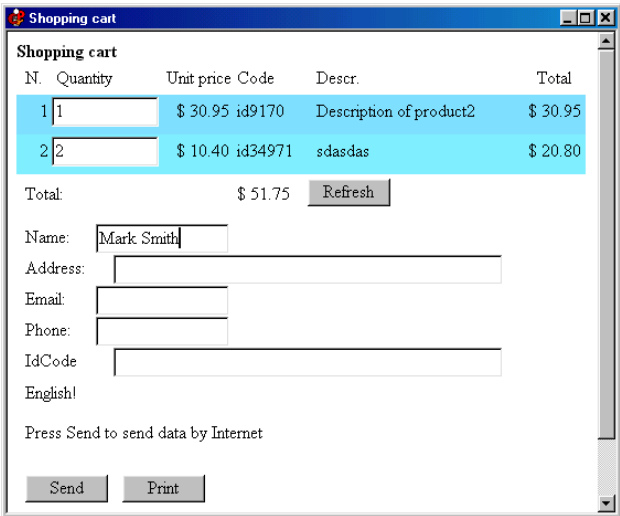 Shopping cart
Shopping cart
N. Quantity Unit price Code Descr. Total
1 1 $ 30.95 id9170 Description of product2 $ 30.95
2 2 $ 10.40 id34971 sdasdas $ 20.80
Total: $ 51.75 Refresh
Name: Mark Smith
Address:
Email:
Phone:
IdCode
English!
Press Send to send data by Internet
Send Print